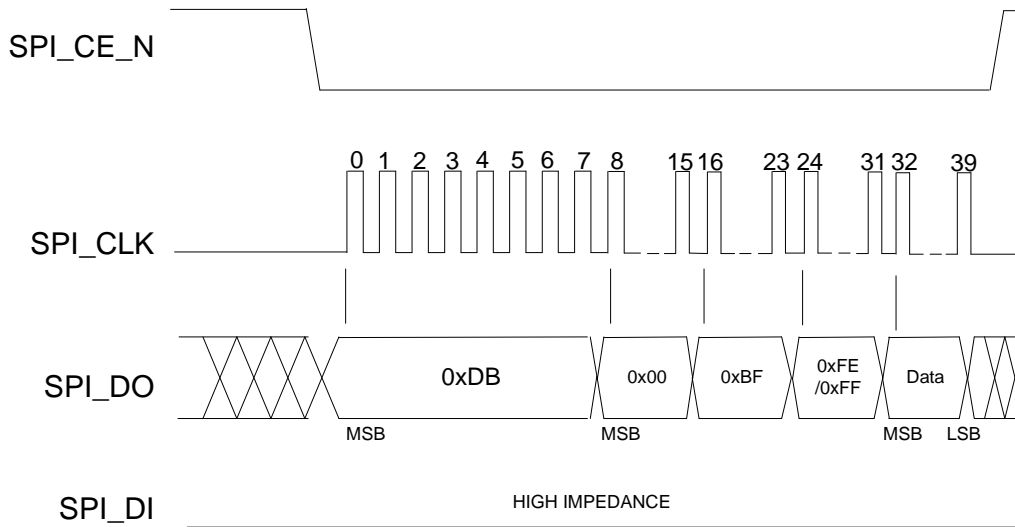 SPI_CE_N
0 1 2 3 4 5 6 7 8 15 16 23 24 31 32 39
SPI_CLK
SPI_DO
0xDB
0x00
0xBF
0xFE
/0xFF
Data
MSB MSB MSB LSB
SPI_DI
HIGH IMPEDANCE